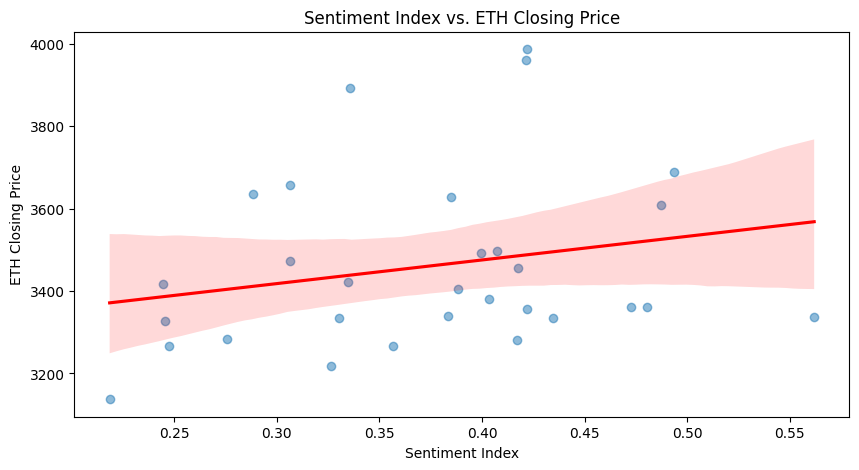 Sentiment Index vs. ETH Closing Price
4000
3800
3600
3400
3200
ETH Closing Price
0.25 0.30 0.35 0.40 0.45 0.50 0.55
Sentiment Index